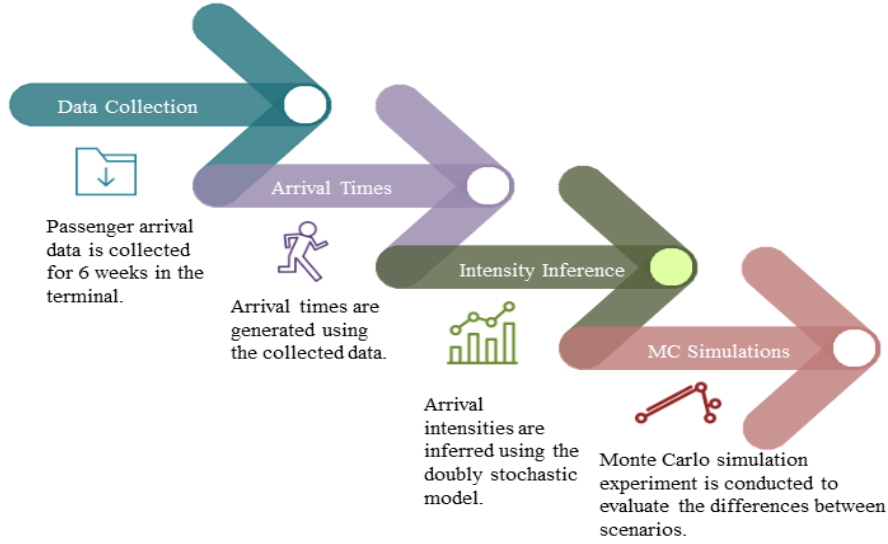 Data Collection
Passenger arrival
data is collected
for 6 weeks in the
terminal.
Arrival Times
Arrival times are
generated using
the collected data.
Intensity Inference
Arrival
intensities are
inferred using the
doubly stochastic
model.
MC Simulations
Monte Carlo simulation
experiment is conducted to
evaluate the differences between
scenarios.